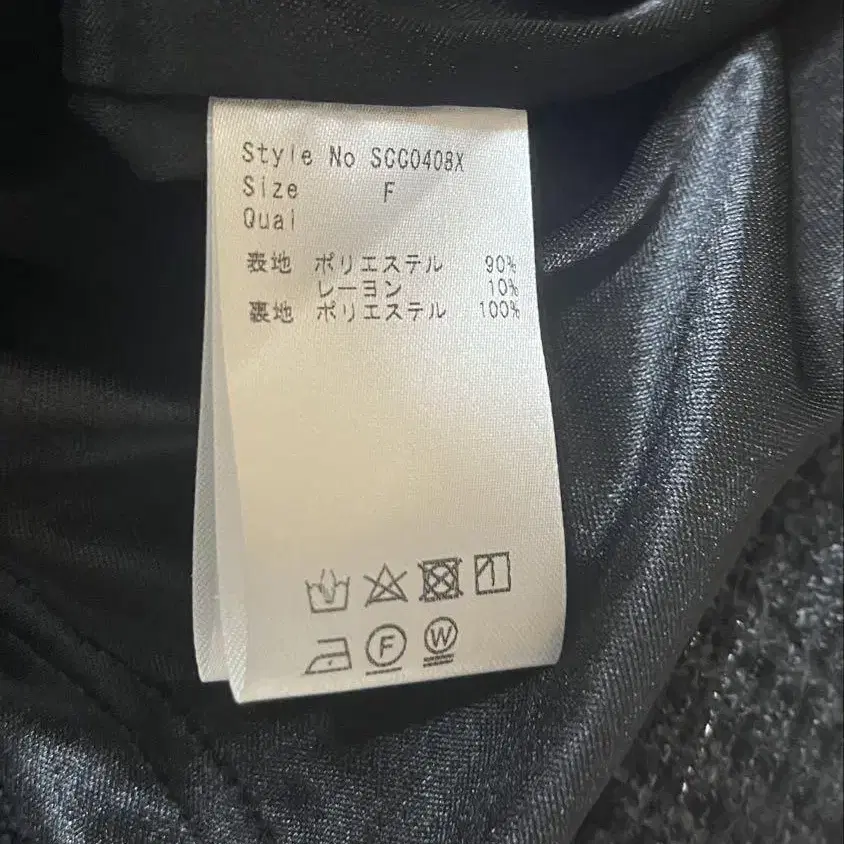 Style No SCC0408X
Size F
Qual
表地 ポリエステル 90%
レーヨン 10%
裏地 ポリエステル 100%
F W